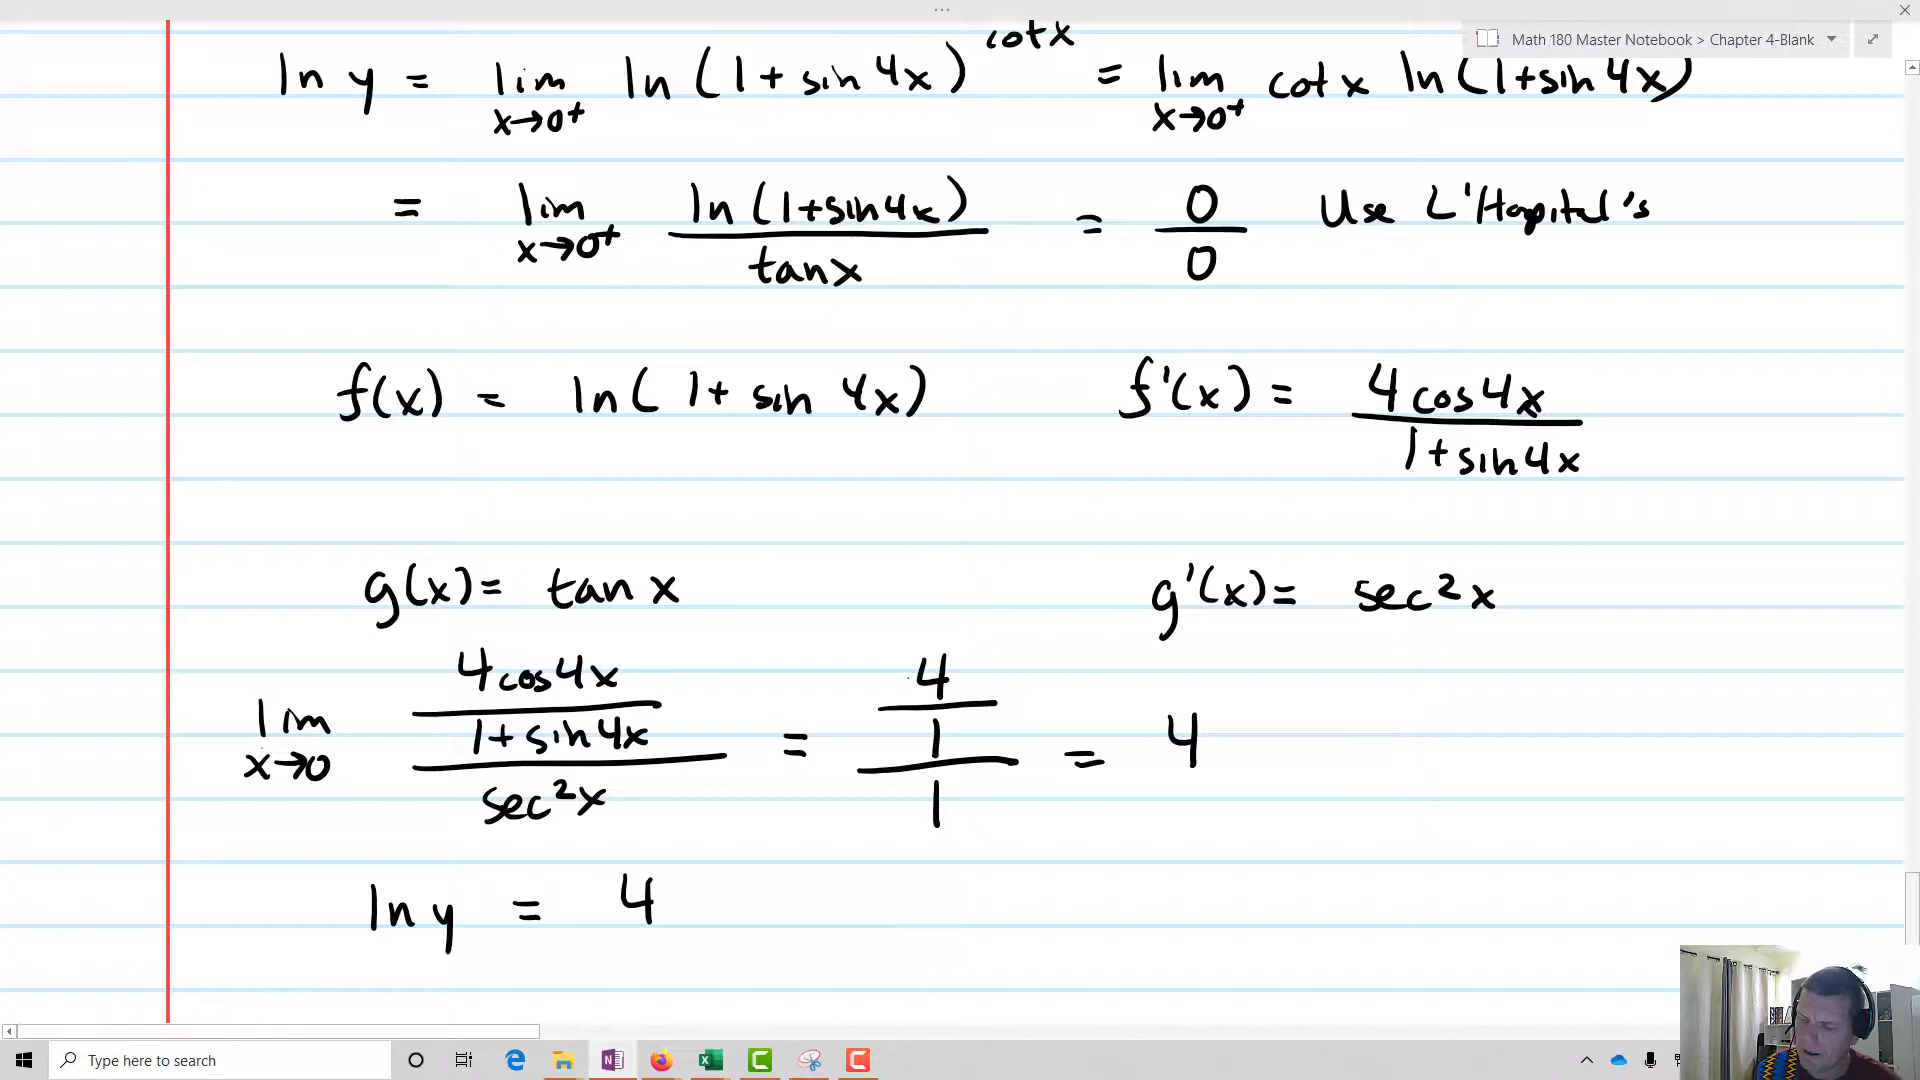 Math 180 Master Notebook > Chapter 4-Blank
ln y = lim x→0⁺ ln (1 + sin 4x)^cot x = lim x→0⁺ cot x ln (1+sin 4x)
= lim x→0⁺ ln (1+sin4x) / tanx = 0/0 Use L'Hopital's
f(x) = ln( 1 + sin 4x) f'(x) = 4 cos4x / 1+sin4x
g(x) = tan x g'(x) = sec²x
lim x→0 4cos4x / 1+sin4x / sec²x = 4 / 1 / 1 = 4
ln y = 4
Type here to search